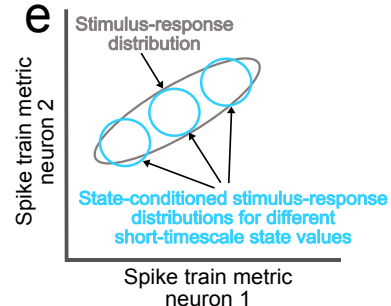 e
Stimulus-response
distribution
Spike train metric
neuron 2
State-conditioned stimulus-response
distributions for different
short-timescale state values
Spike train metric
neuron 1